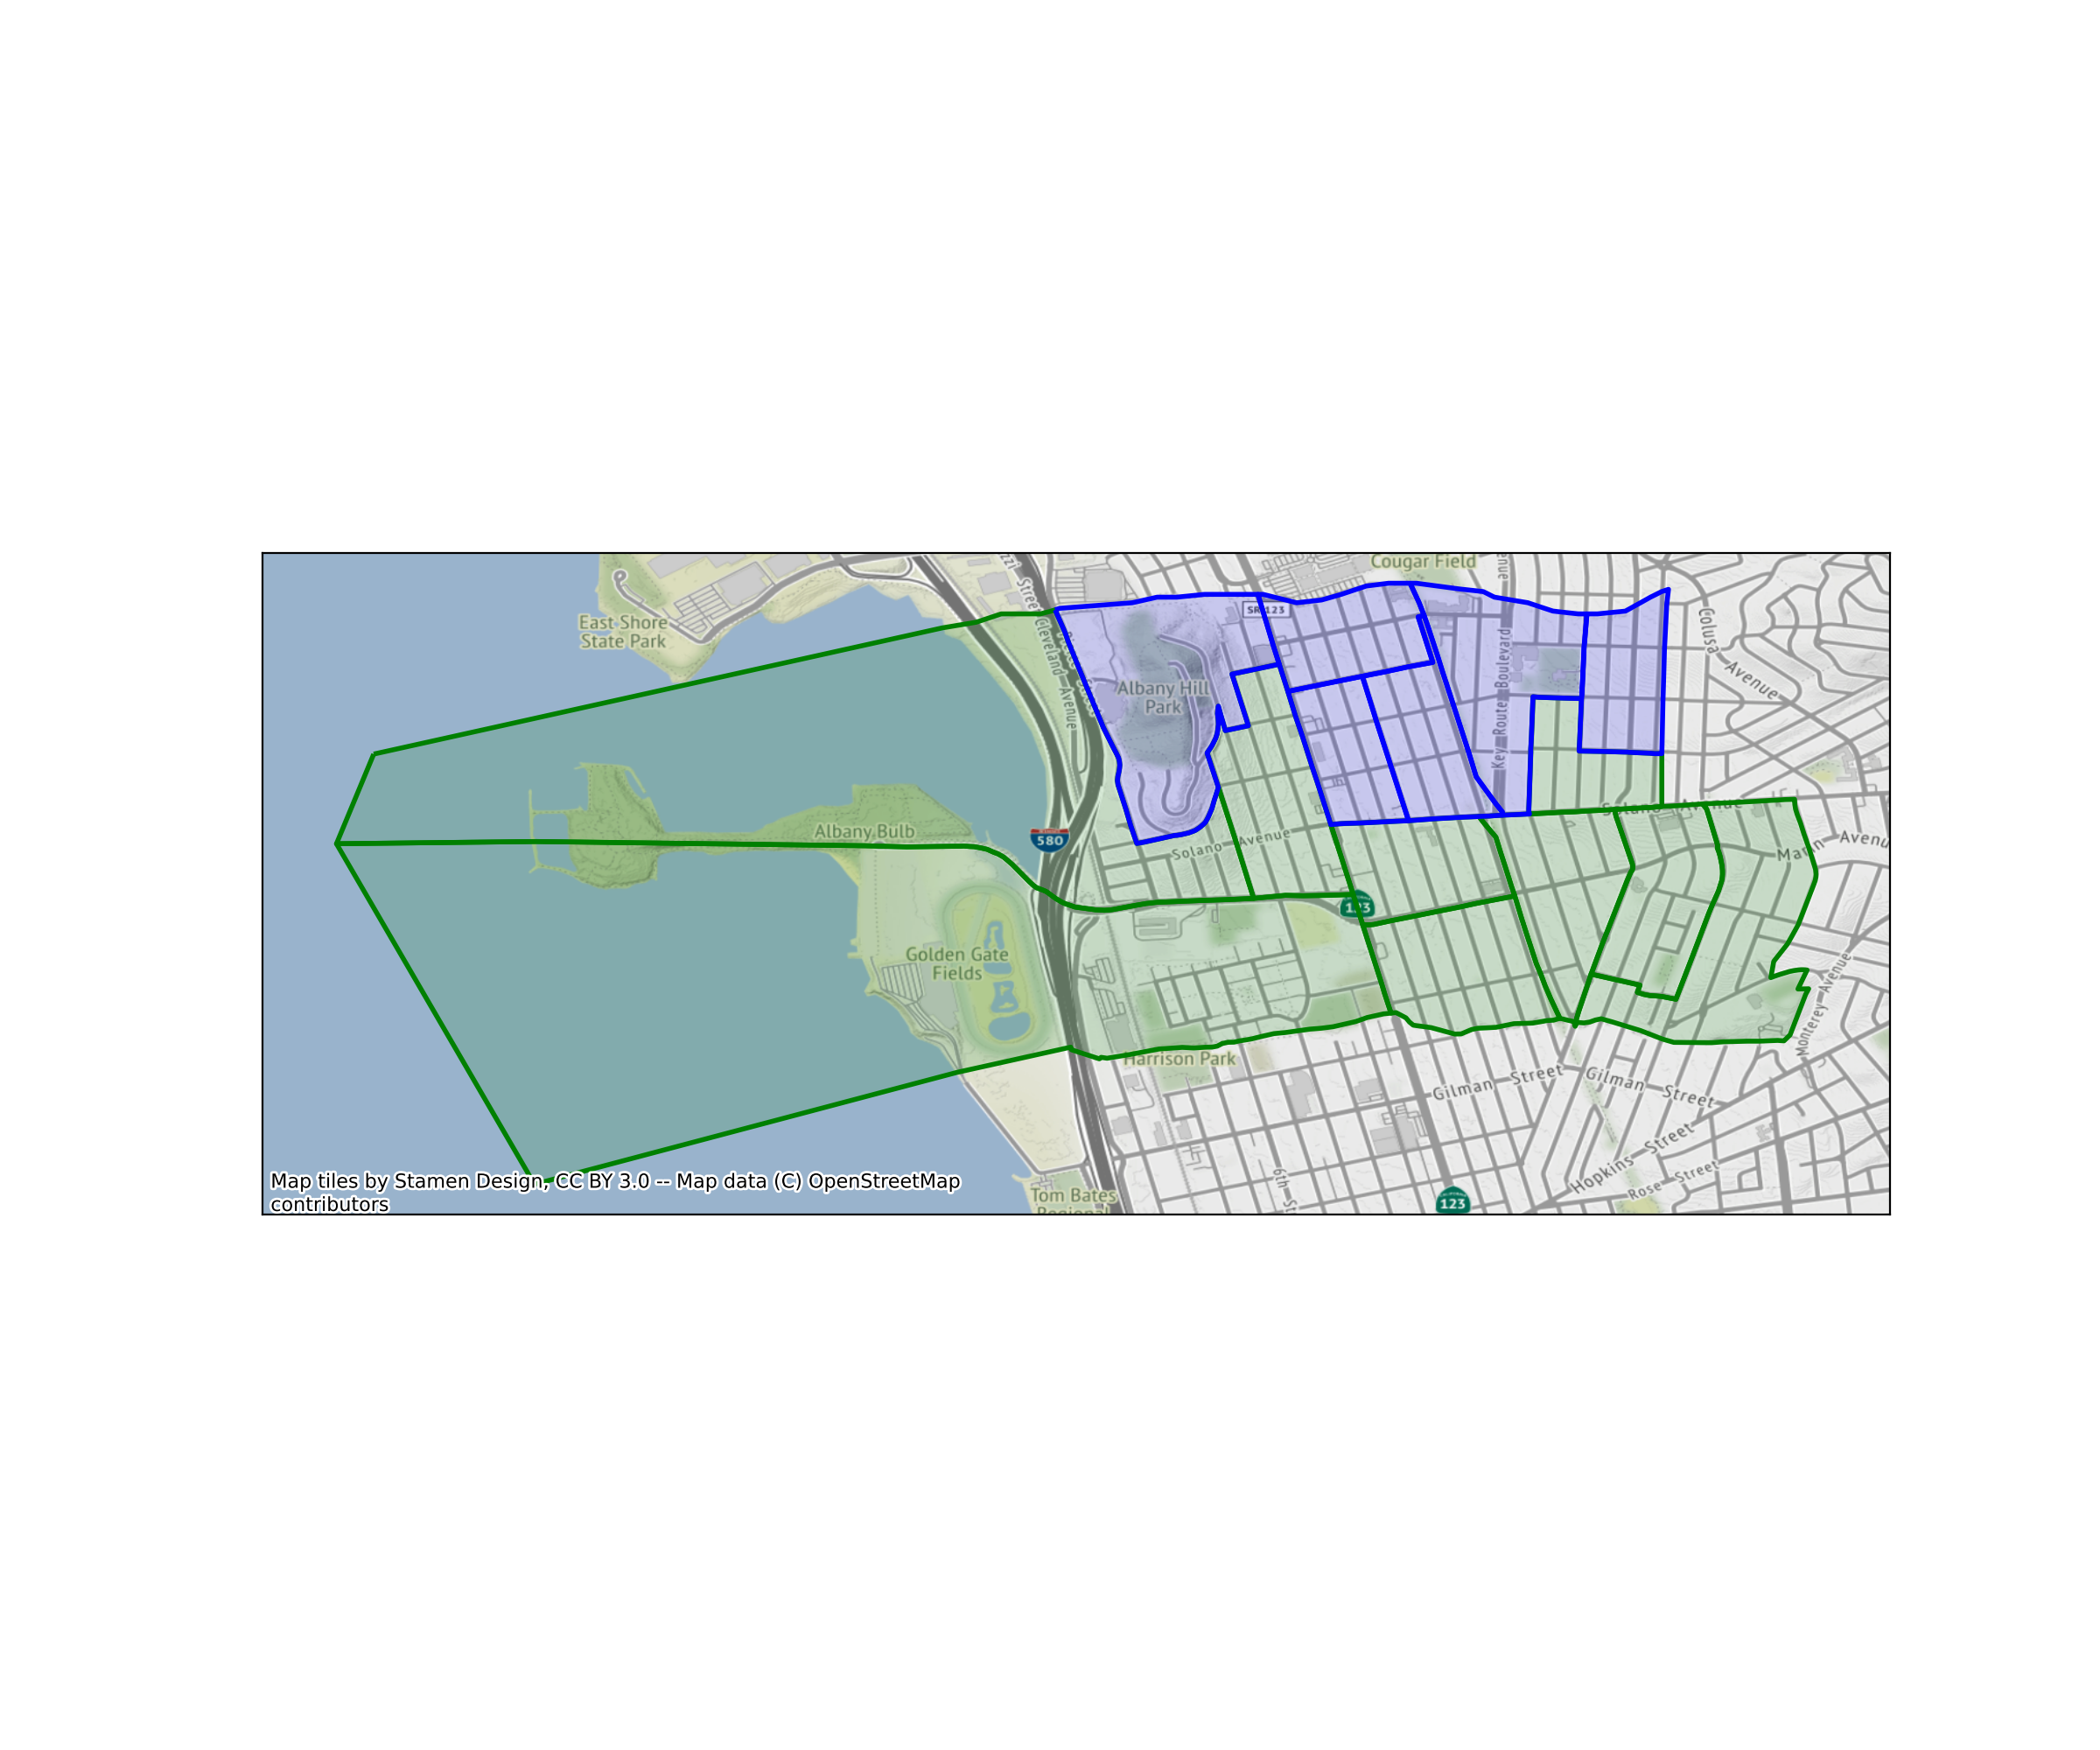 Cougar Field
East Shore
State Park
SR 123
Cleveland Avenue
Street
Colusa Avenue
Key Route Boulevard
Albany Hill
Park
Albany Bulb
580
Solano Avenue
Solano Avenue
Marin Avenu
123
Golden Gate
Fields
Monterey Avenue
Harrison Park
Gilman Street
Gilman Street
Hopkins Street
Rose Street
6th St
123
Tom Bates
Regional
Map tiles by Stamen Design, CC BY 3.0 -- Map data (C) OpenStreetMap
contributors